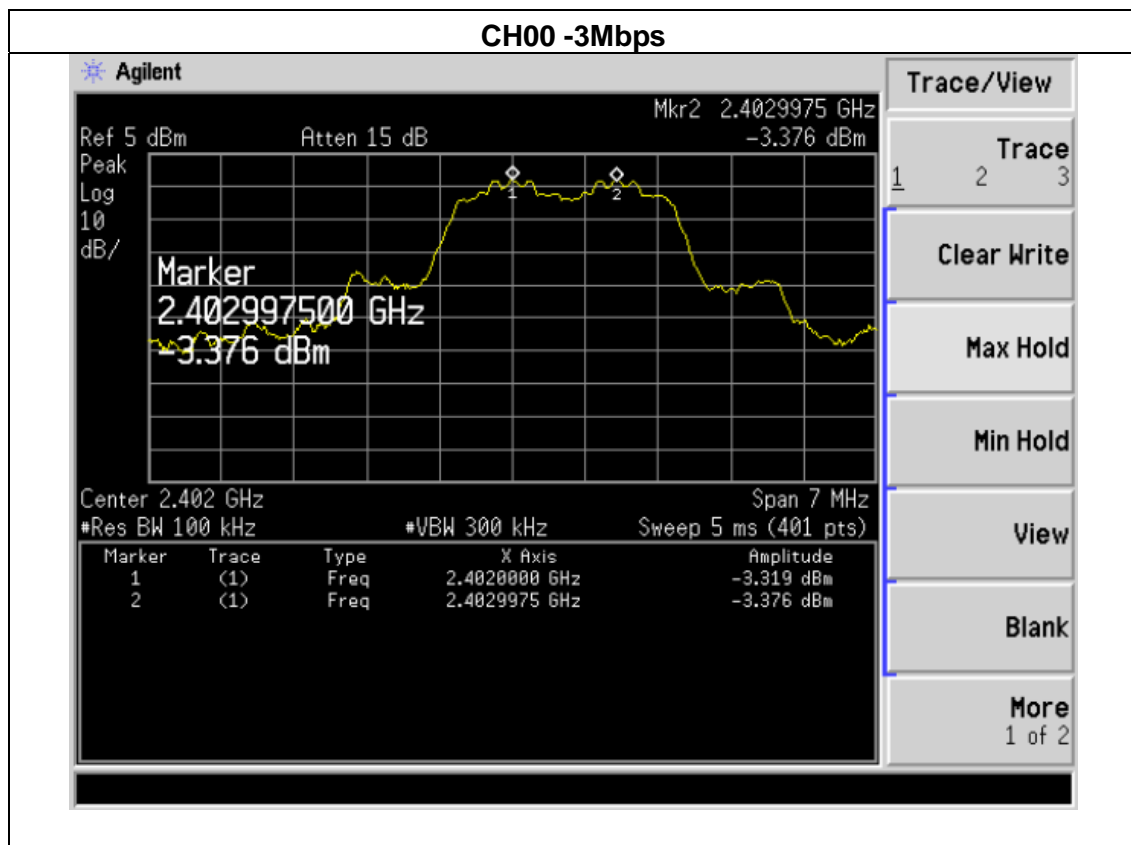 CH00 -3Mbps
Agilent
Trace/View
Mkr2 2.4029975 GHz
Ref 5 dBm Atten 15 dB -3.376 dBm
Peak
Log
10
dB/
1
2
Marker
2.402997500 GHz
-3.376 dBm
Center 2.402 GHz Span 7 MHz
#Res BW 100 kHz #VBW 300 kHz Sweep 5 ms (401 pts)
Marker Trace Type X Axis Amplitude
1 (1) Freq 2.4020000 GHz -3.319 dBm
2 (1) Freq 2.4029975 GHz -3.376 dBm
Trace
1 2 3
Clear Write
Max Hold
Min Hold
View
Blank
More
1 of 2